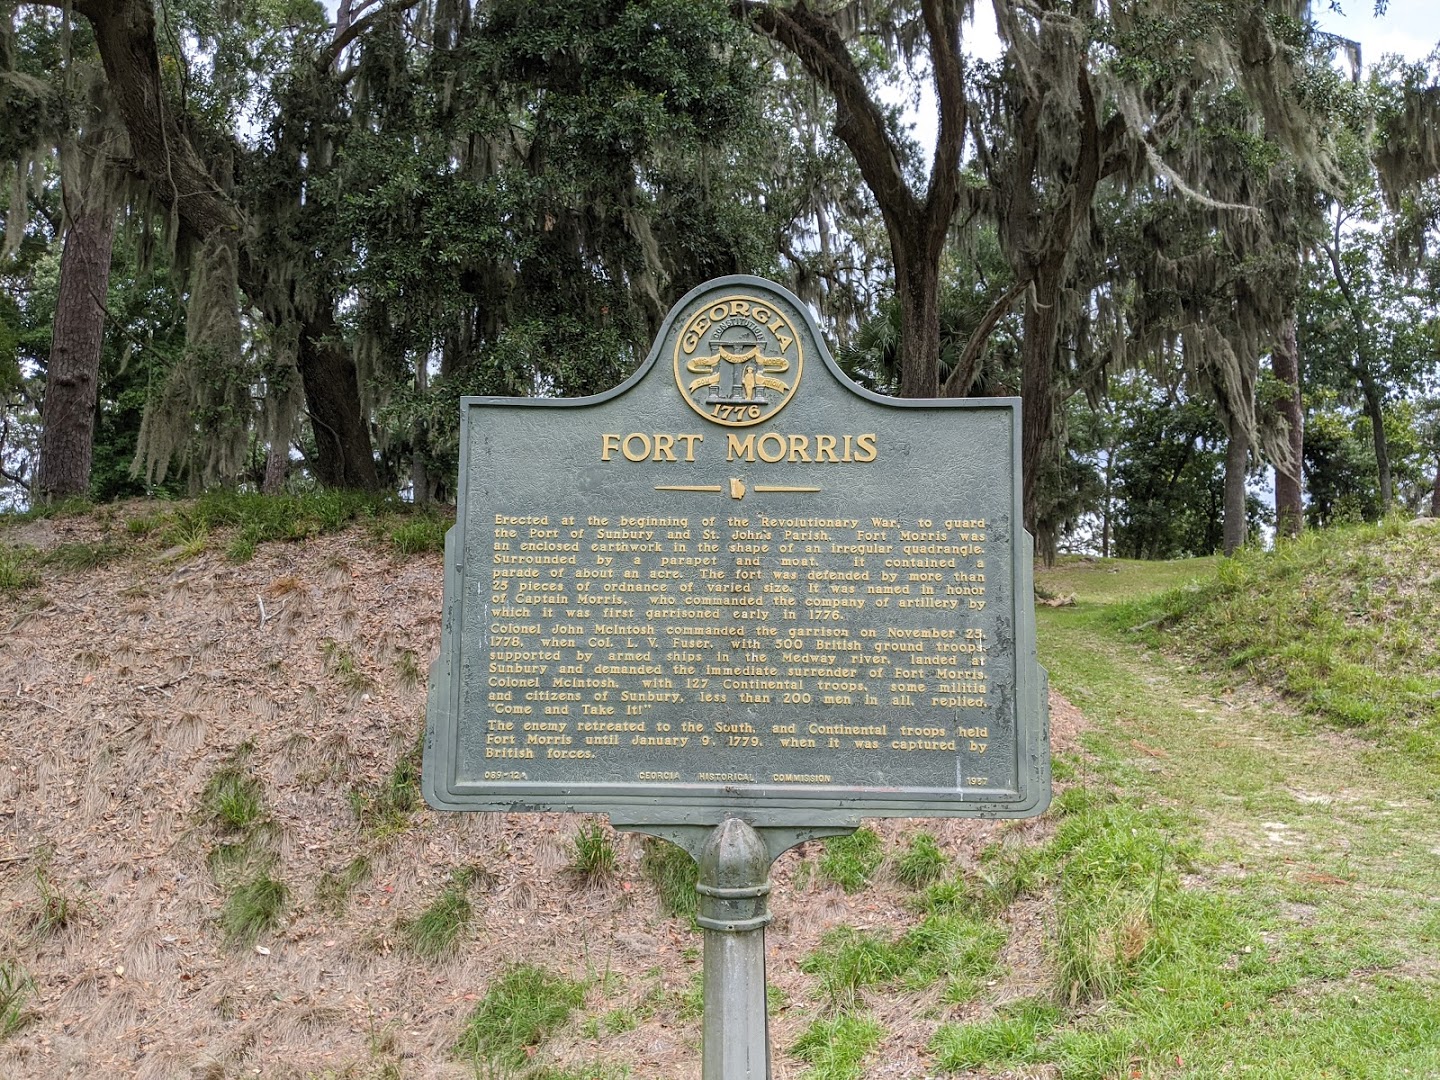 GEORGIA
CONSTITUTION
1776
FORT MORRIS
Erected at the beginning of the Revolutionary War, to guard
the Port of Sunbury and St. John's Parish, Fort Morris was
an enclosed earthwork in the shape of an irregular quadrangle.
Surrounded by a parapet and moat, it contained a
parade of about an acre. The fort was defended by more than
25 pieces of ordnance of varied size. It was named in honor
of Captain Morris, who commanded the company of artillery by
which it was first garrisoned early in 1776.
Colonel John McIntosh commanded the garrison on November 25,
1778, when Col. L. V. Fuser, with 500 British ground troops,
supported by armed ships in the Medway river, landed at
Sunbury and demanded the immediate surrender of Fort Morris.
Colonel McIntosh, with 127 Continental troops, some militia
and citizens of Sunbury, less than 200 men in all, replied,
"Come and Take It!"
The enemy retreated to the South, and Continental troops held
Fort Morris until January 9, 1779, when it was captured by
British forces.
089-12A GEORGIA HISTORICAL COMMISSION 1957